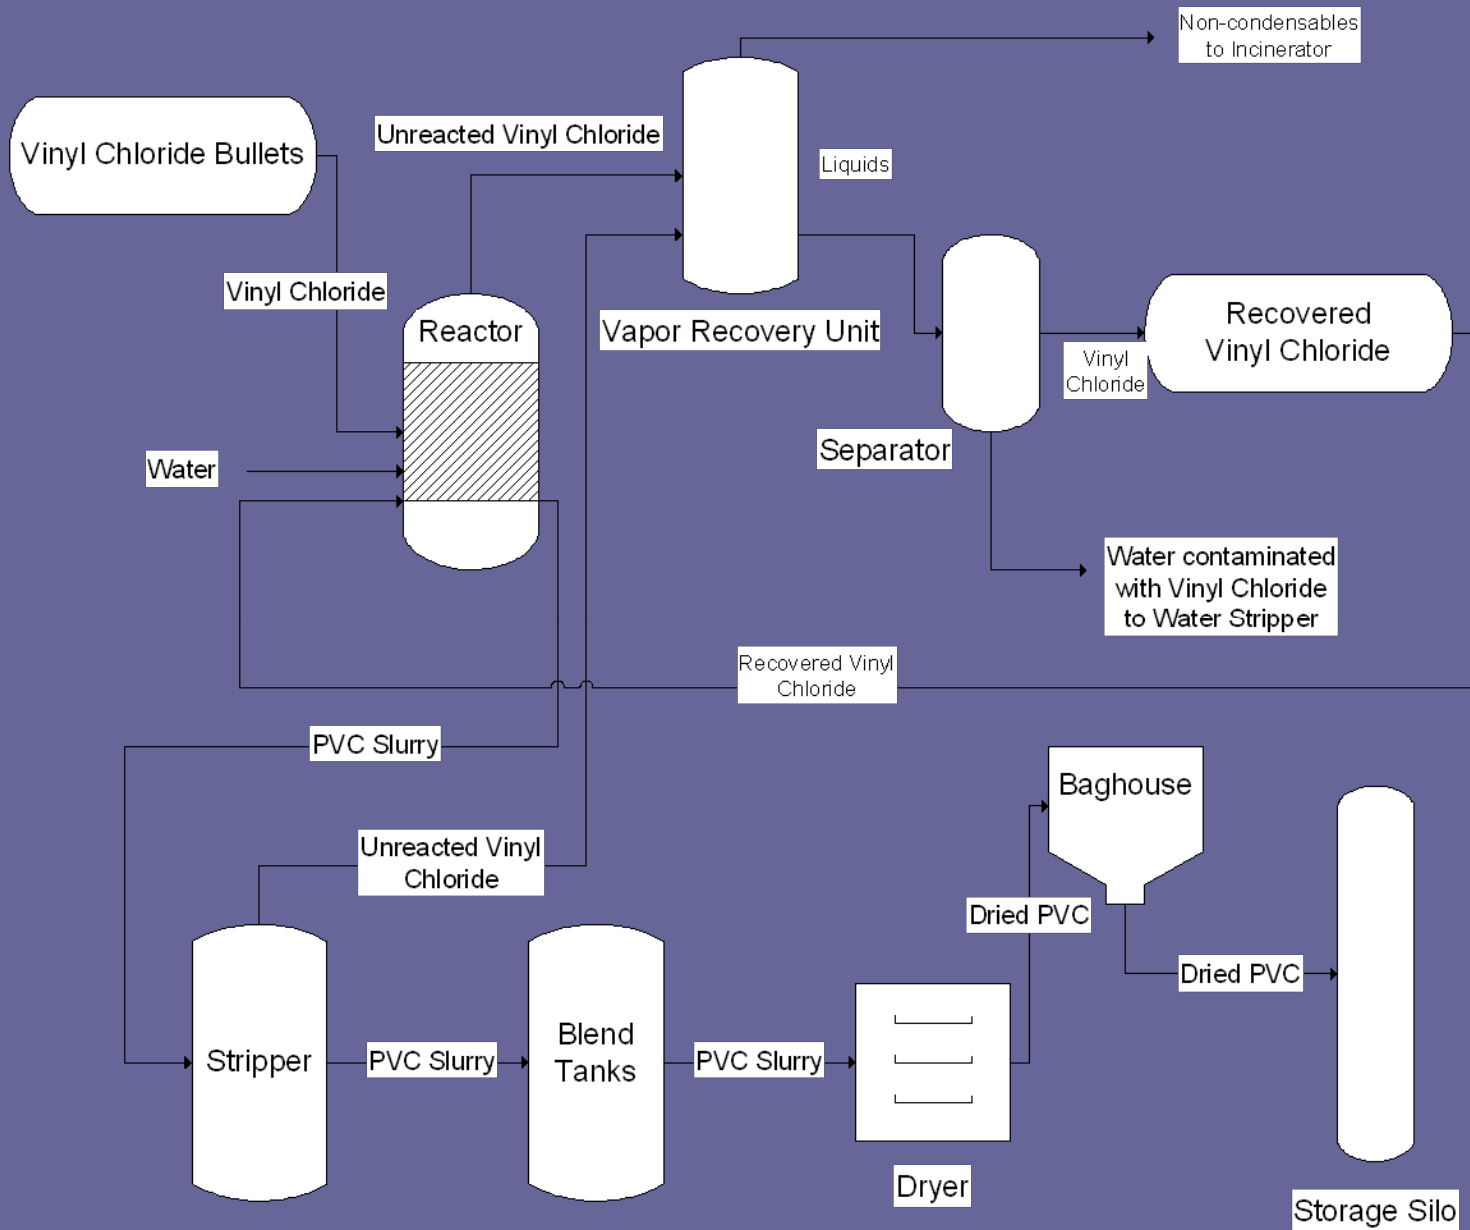 Non-condensables
to Incinerator
Unreacted Vinyl Chloride
Vinyl Chloride Bullets
Liquids
Vinyl Chloride
Reactor
Vapor Recovery Unit
Recovered
Vinyl Chloride
Vinyl
Chloride
Separator
Water
Water contaminated
with Vinyl Chloride
to Water Stripper
Recovered Vinyl
Chloride
PVC Slurry
Baghouse
Unreacted Vinyl
Chloride
Dried PVC
Dried PVC
Stripper
PVC Slurry
Blend
Tanks
PVC Slurry
Dryer
Storage Silo